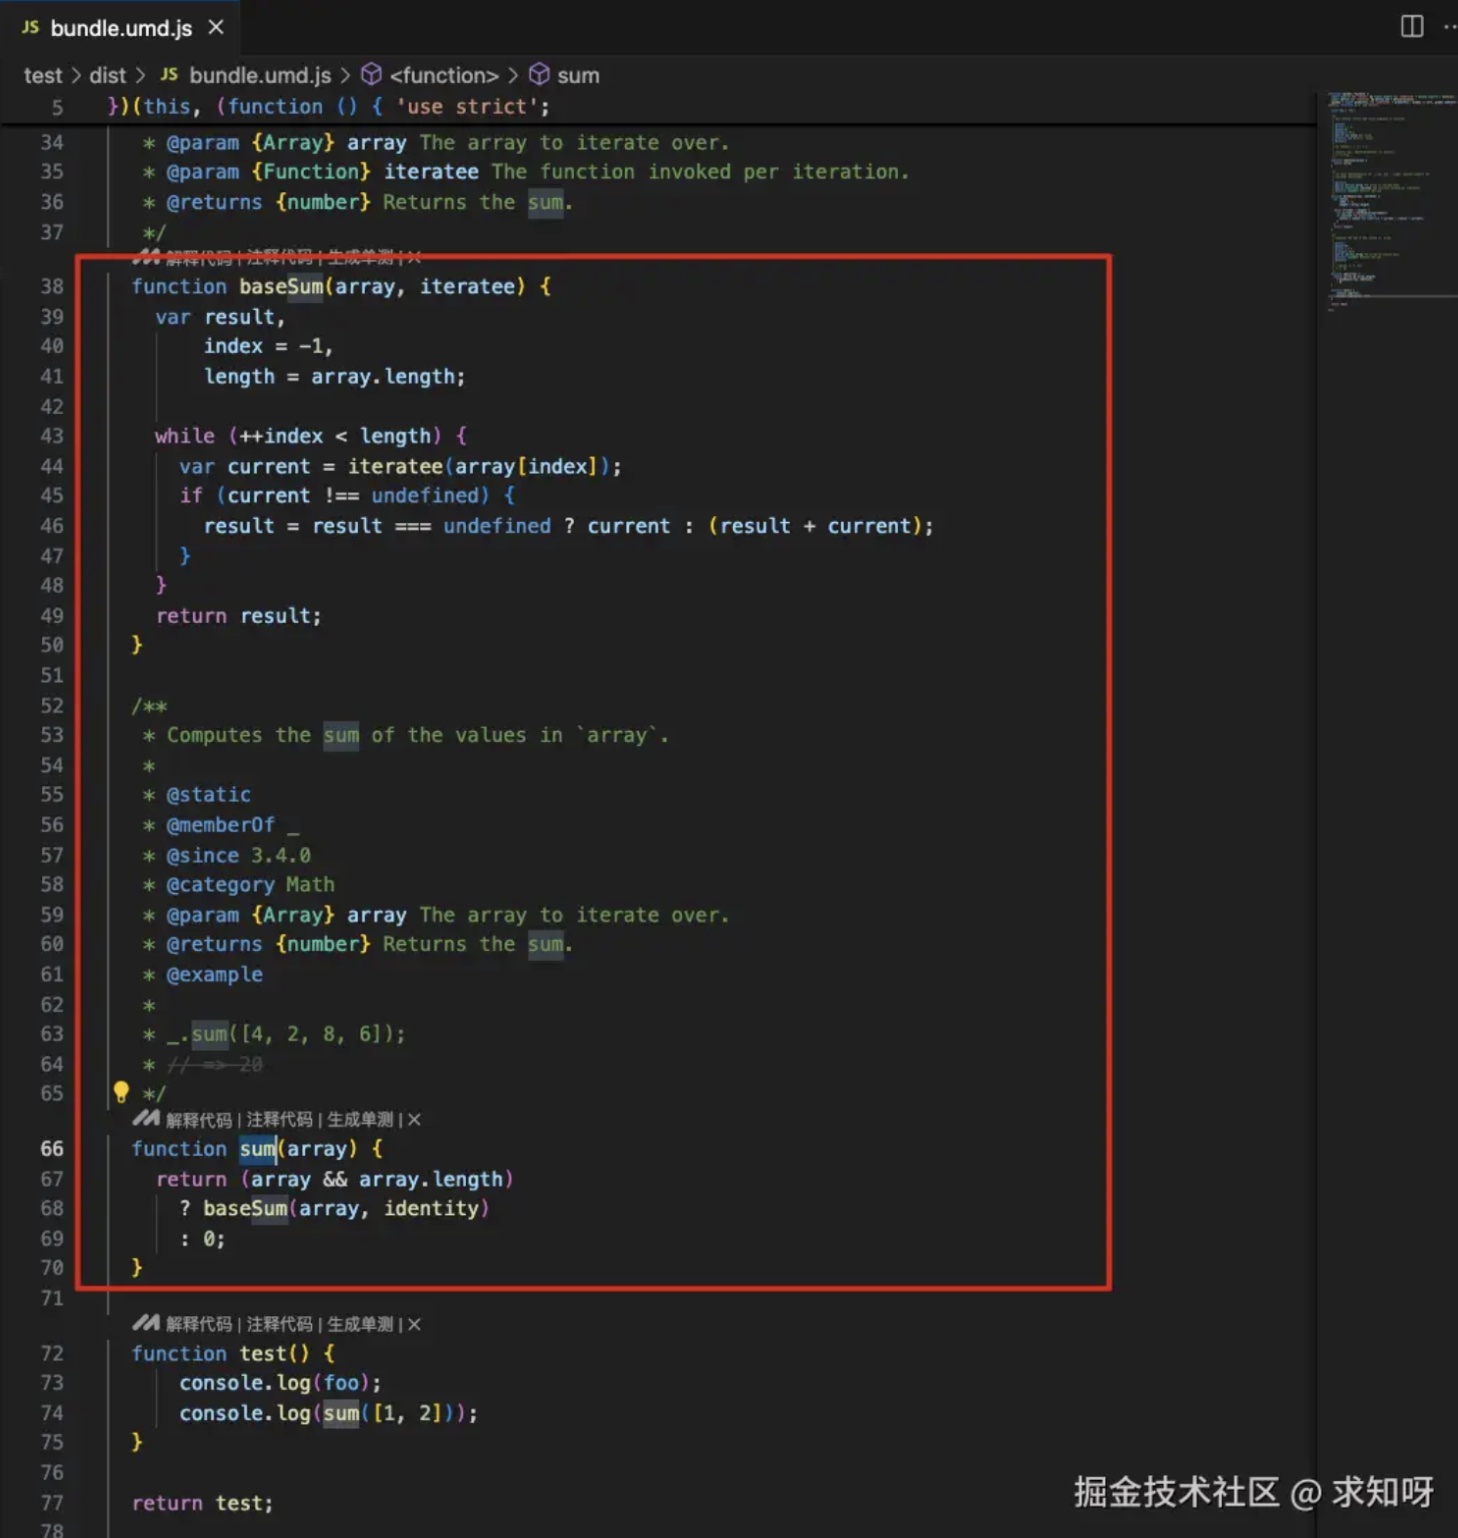 JS bundle.umd.js ×
test > dist > JS bundle.umd.js > <function> > sum
5 })(this, (function () { 'use strict';
34 * @param {Array} array The array to iterate over.
35 * @param {Function} iteratee The function invoked per iteration.
36 * @returns {number} Returns the sum.
37 */
解释代码 | 注释代码 | 生成单测 | ×
38 function baseSum(array, iteratee) {
39 var result,
40 index = -1,
41 length = array.length;
42
43 while (++index < length) {
44 var current = iteratee(array[index]);
45 if (current !== undefined) {
46 result = result === undefined ? current : (result + current);
47 }
48 }
49 return result;
50 }
51
52 /**
53 * Computes the sum of the values in `array`.
54 *
55 * @static
56 * @memberOf _
57 * @since 3.4.0
58 * @category Math
59 * @param {Array} array The array to iterate over.
60 * @returns {number} Returns the sum.
61 * @example
62 *
63 * _.sum([4, 2, 8, 6]);
64 * // => 20
65 */
解释代码 | 注释代码 | 生成单测 | ×
66 function sum(array) {
67 return (array && array.length)
68 ? baseSum(array, identity)
69 : 0;
70 }
71
解释代码 | 注释代码 | 生成单测 | ×
72 function test() {
73 console.log(foo);
74 console.log(sum([1, 2]));
75 }
76
77 return test;
78
掘金技术社区 @ 求知呀